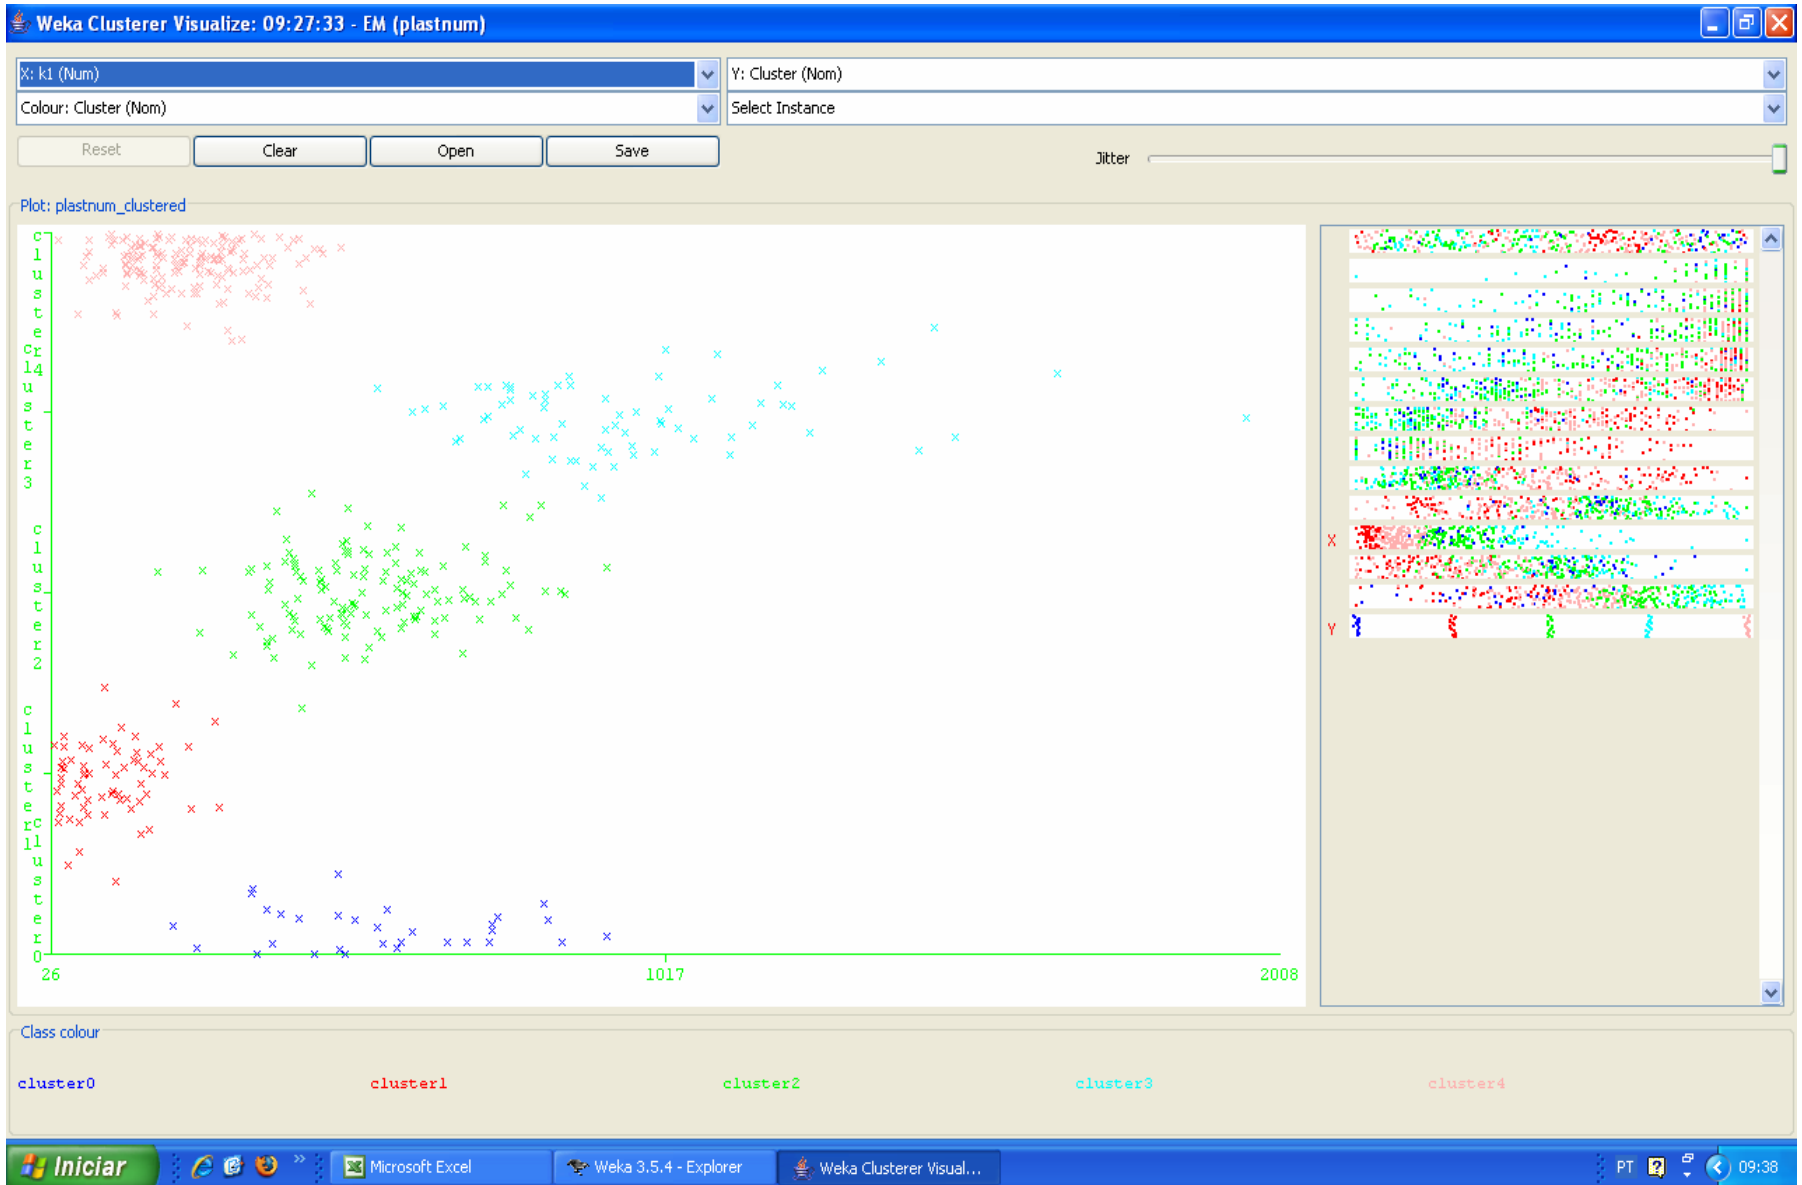 Weka Clusterer Visualize: 09:27:33 - EM (plastnum)
X: k1 (Num)
Y: Cluster (Nom)
Colour: Cluster (Nom)
Select Instance
Reset
Clear
Open
Save
Jitter
Plot: plastnum_clustered
cluster4
cluster3
cluster2
cluster1
cluster0
26
1017
2008
X
Y
Class colour
cluster0
cluster1
cluster2
cluster3
cluster4
Iniciar
»
Microsoft Excel
Weka 3.5.4 - Explorer
Weka Clusterer Visual...
PT
09:38